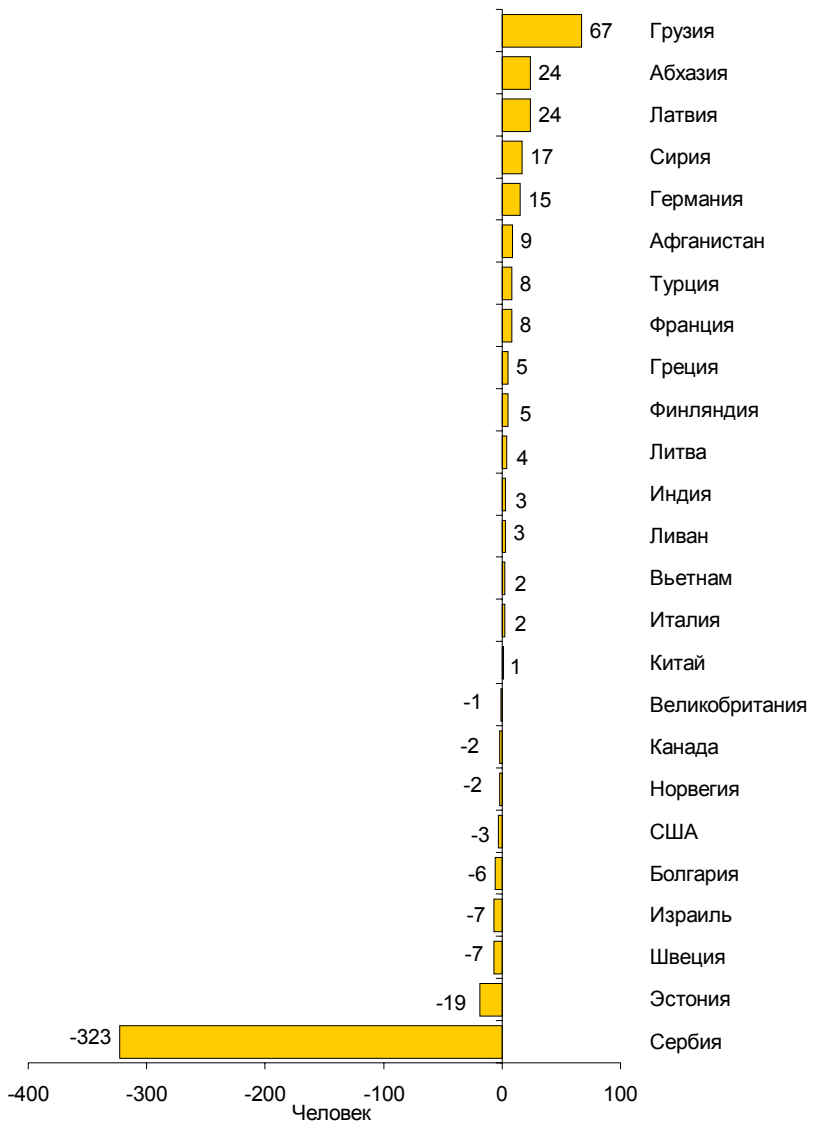 67 Грузия
24 Абхазия
24 Латвия
17 Сирия
15 Германия
9 Афганистан
8 Турция
8 Франция
5 Греция
5 Финляндия
4 Литва
3 Индия
3 Ливан
2 Вьетнам
2 Италия
1 Китай
-1 Великобритания
-2 Канада
-2 Норвегия
-3 США
-6 Болгария
-7 Израиль
-7 Швеция
-19 Эстония
-323 Сербия
-400 -300 -200 -100 0 100
Человек